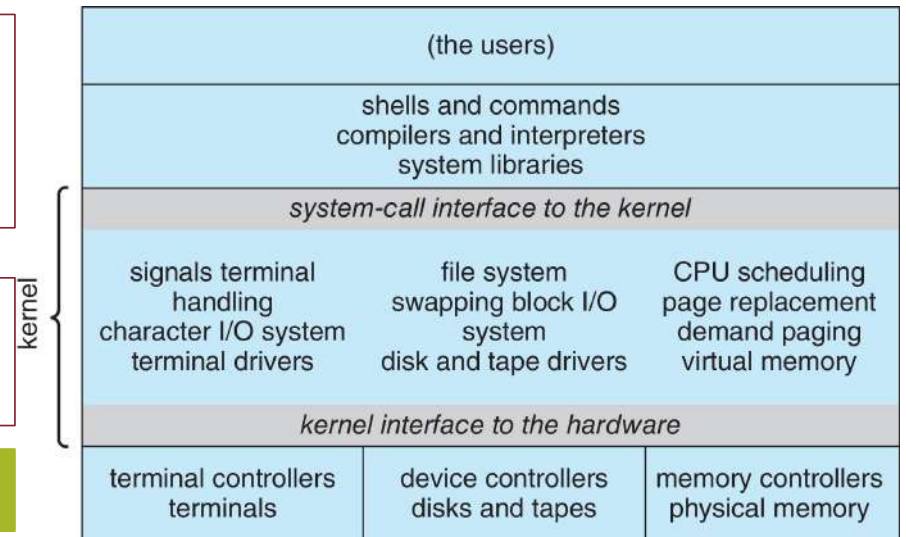 (the users)
shells and commands
compilers and interpreters
system libraries
kernel
system-call interface to the kernel
signals terminal
handling
character I/O system
terminal drivers
file system
swapping block I/O
system
disk and tape drivers
CPU scheduling
page replacement
demand paging
virtual memory
kernel interface to the hardware
terminal controllers
terminals
device controllers
disks and tapes
memory controllers
physical memory